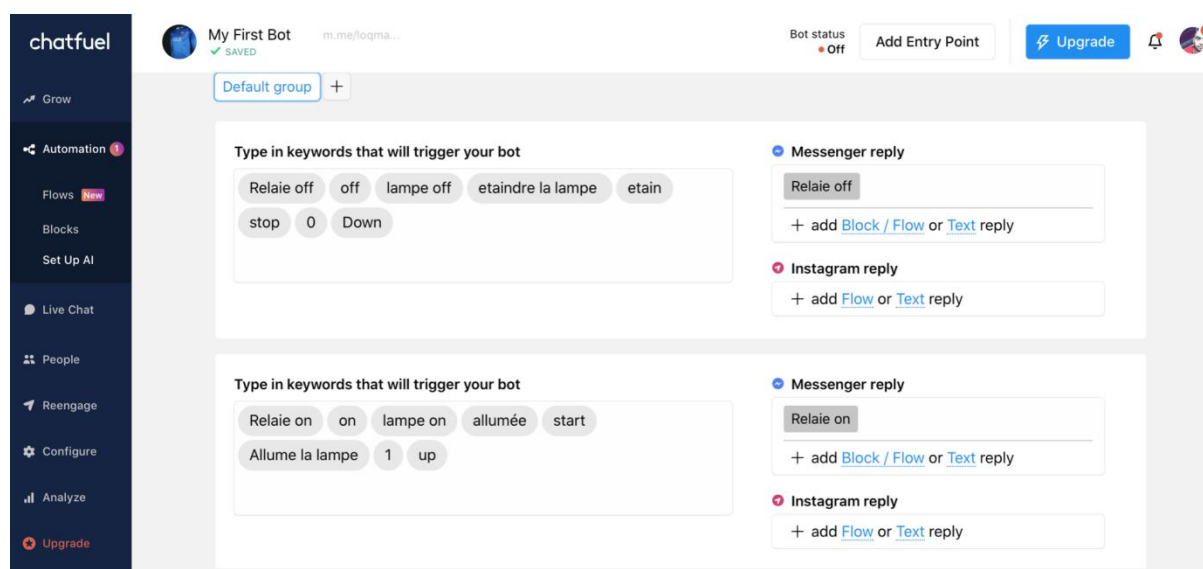 chatfuel
My First Bot m.me/loqma...
SAVED
Bot status
Off
Add Entry Point
Upgrade
Grow
Automation 1
Flows New
Blocks
Set Up AI
Live Chat
People
Reengage
Configure
Analyze
Upgrade
Default group +
Type in keywords that will trigger your bot
Relaie off off lampe off etaindre la lampe etain
stop 0 Down
Messenger reply
Relaie off
+ add Block / Flow or Text reply
Instagram reply
+ add Flow or Text reply
Type in keywords that will trigger your bot
Relaie on on lampe on allumée start
Allume la lampe 1 up
Messenger reply
Relaie on
+ add Block / Flow or Text reply
Instagram reply
+ add Flow or Text reply